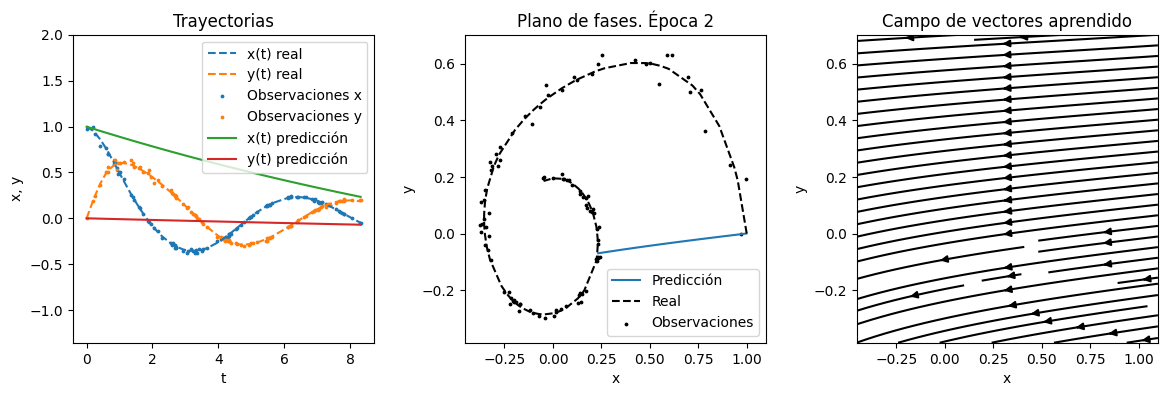 Trayectorias
2.0
1.5
1.0
0.5
0.0
−0.5
−1.0
x, y
0
2
4
6
8
t
x(t) real
y(t) real
Observaciones x
Observaciones y
x(t) predicción
y(t) predicción
Plano de fases. Época 2
0.6
0.4
0.2
0.0
−0.2
y
−0.25
0.00
0.25
0.50
0.75
1.00
x
Predicción
Real
Observaciones
Campo de vectores aprendido
0.6
0.4
0.2
0.0
−0.2
y
−0.25
0.00
0.25
0.50
0.75
1.00
x